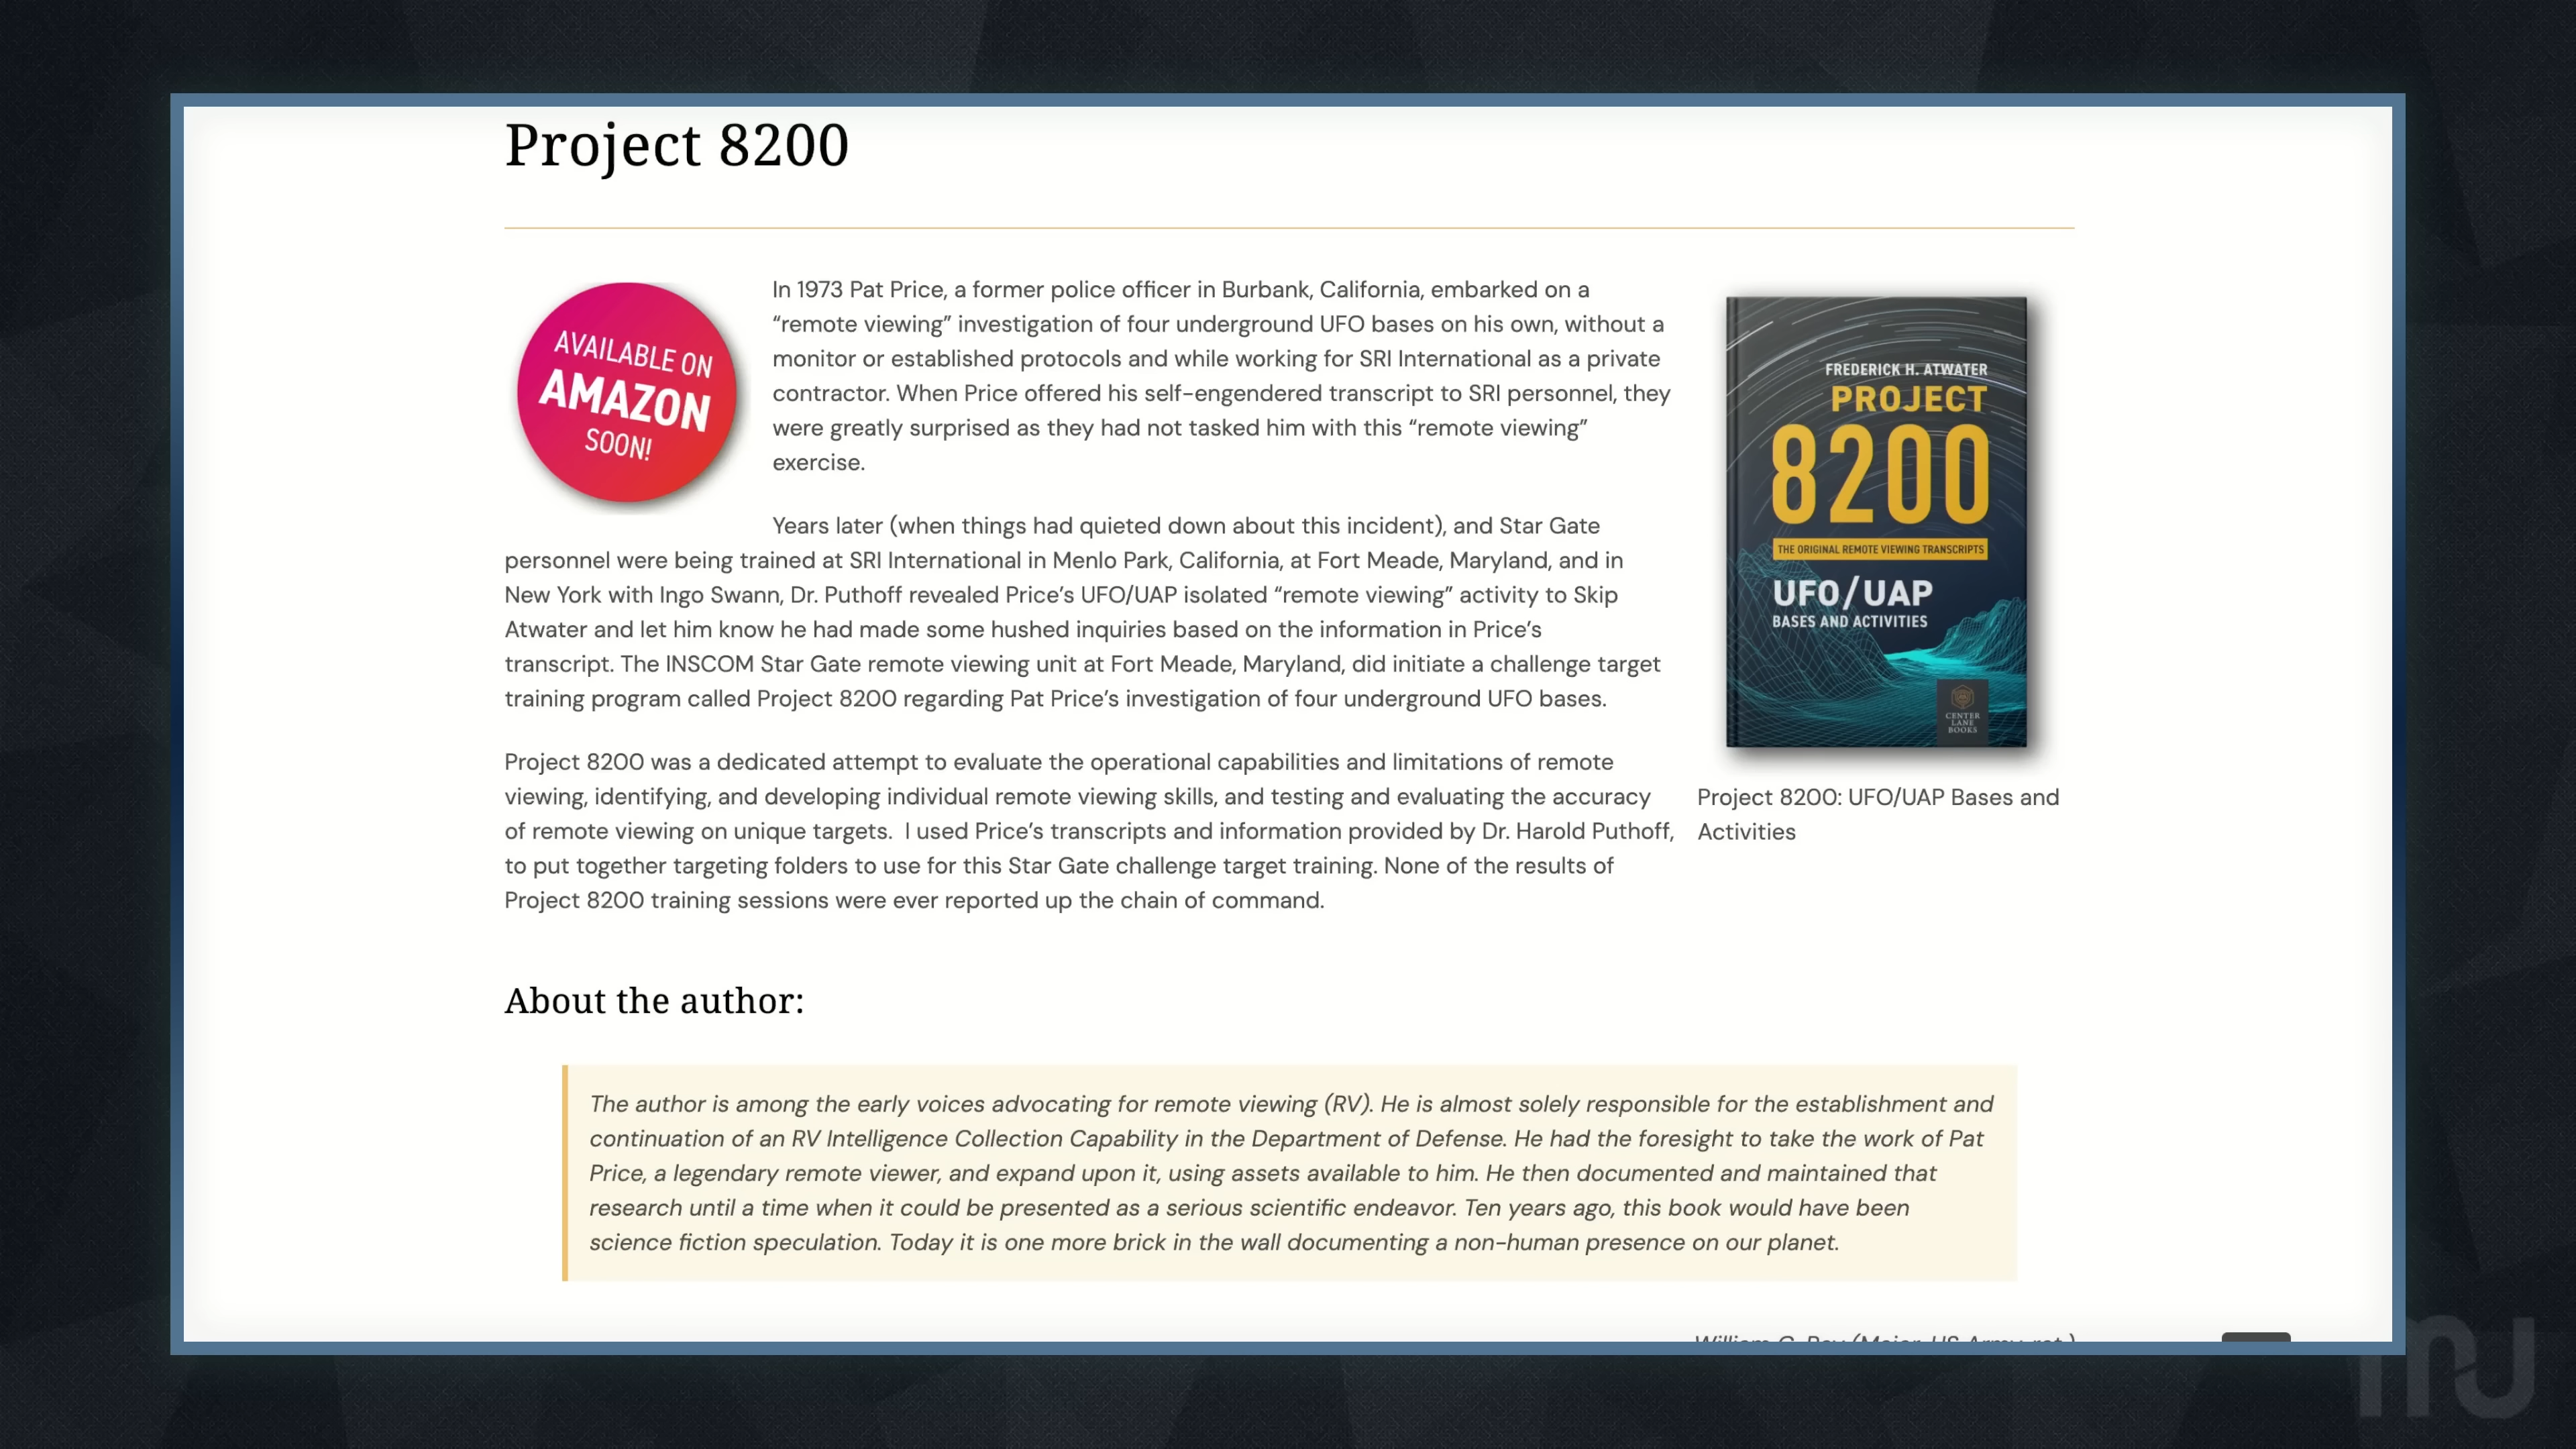 Project 8200
AVAILABLE ON
AMAZON
SOON!
In 1973 Pat Price, a former police officer in Burbank, California, embarked on a
“remote viewing” investigation of four underground UFO bases on his own, without a
monitor or established protocols and while working for SRI International as a private
contractor. When Price offered his self-engendered transcript to SRI personnel, they
were greatly surprised as they had not tasked him with this “remote viewing”
exercise.
Years later (when things had quieted down about this incident), and Star Gate
personnel were being trained at SRI International in Menlo Park, California, at Fort Meade, Maryland, and in
New York with Ingo Swann, Dr. Puthoff revealed Price’s UFO/UAP isolated “remote viewing” activity to Skip
Atwater and let him know he had made some hushed inquiries based on the information in Price’s
transcript. The INSCOM Star Gate remote viewing unit at Fort Meade, Maryland, did initiate a challenge target
training program called Project 8200 regarding Pat Price’s investigation of four underground UFO bases.
Project 8200 was a dedicated attempt to evaluate the operational capabilities and limitations of remote
viewing, identifying, and developing individual remote viewing skills, and testing and evaluating the accuracy
of remote viewing on unique targets.  I used Price’s transcripts and information provided by Dr. Harold Puthoff,
to put together targeting folders to use for this Star Gate challenge target training. None of the results of
Project 8200 training sessions were ever reported up the chain of command.
FREDERICK H. ATWATER
PROJECT
8200
THE ORIGINAL REMOTE VIEWING TRANSCRIPTS
UFO/UAP
BASES AND ACTIVITIES
CENTER
LANE
BOOKS
Project 8200: UFO/UAP Bases and
Activities
About the author:
The author is among the early voices advocating for remote viewing (RV). He is almost solely responsible for the establishment and
continuation of an RV Intelligence Collection Capability in the Department of Defense. He had the foresight to take the work of Pat
Price, a legendary remote viewer, and expand upon it, using assets available to him. He then documented and maintained that
research until a time when it could be presented as a serious scientific endeavor. Ten years ago, this book would have been
science fiction speculation. Today it is one more brick in the wall documenting a non-human presence on our planet.